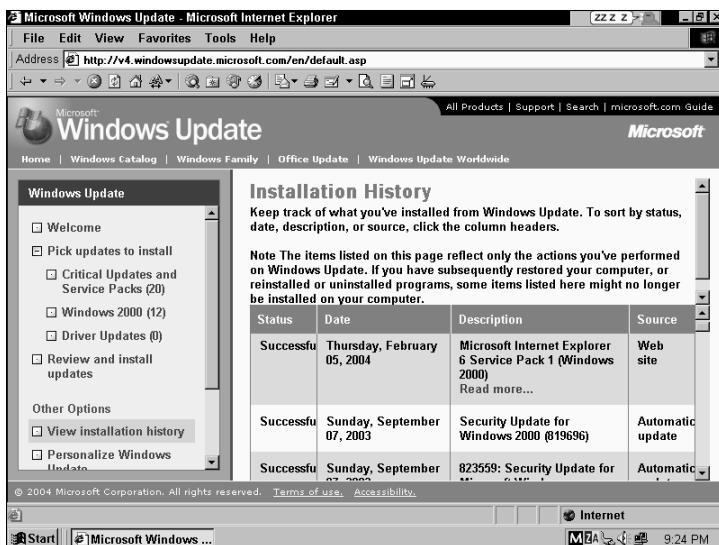 Microsoft Windows Update - Microsoft Internet Explorer
ZZ Z Z
File Edit View Favorites Tools Help
Address http://v4.windowsupdate.microsoft.com/en/default.asp
All Products | Support | Search | microsoft.com Guide
Microsoft
Windows Update
Microsoft
Home | Windows Catalog | Windows Family | Office Update | Windows Update Worldwide
Windows Update
Welcome
Pick updates to install
Critical Updates and
Service Packs (20)
Windows 2000 (12)
Driver Updates (0)
Review and install
updates
Other Options
View installation history
Personalize Windows
Update
Installation History
Keep track of what you've installed from Windows Update. To sort by status,
date, description, or source, click the column headers.
Note The items listed on this page reflect only the actions you've performed
on Windows Update. If you have subsequently restored your computer, or
reinstalled or uninstalled programs, some items listed here might no longer
be installed on your computer.
Status Date Description Source
Successfu Thursday, February Microsoft Internet Explorer Web
05, 2004 6 Service Pack 1 (Windows site
2000)
Read more...
Successfu Sunday, September Security Update for Automatic
07, 2003 Windows 2000 (819696) update
Successfu Sunday, September 823559: Security Update for Automatic
07, 2003
© 2004 Microsoft Corporation. All rights reserved. Terms of use. Accessibility.
Internet
Start Microsoft Windows ... 9:24 PM